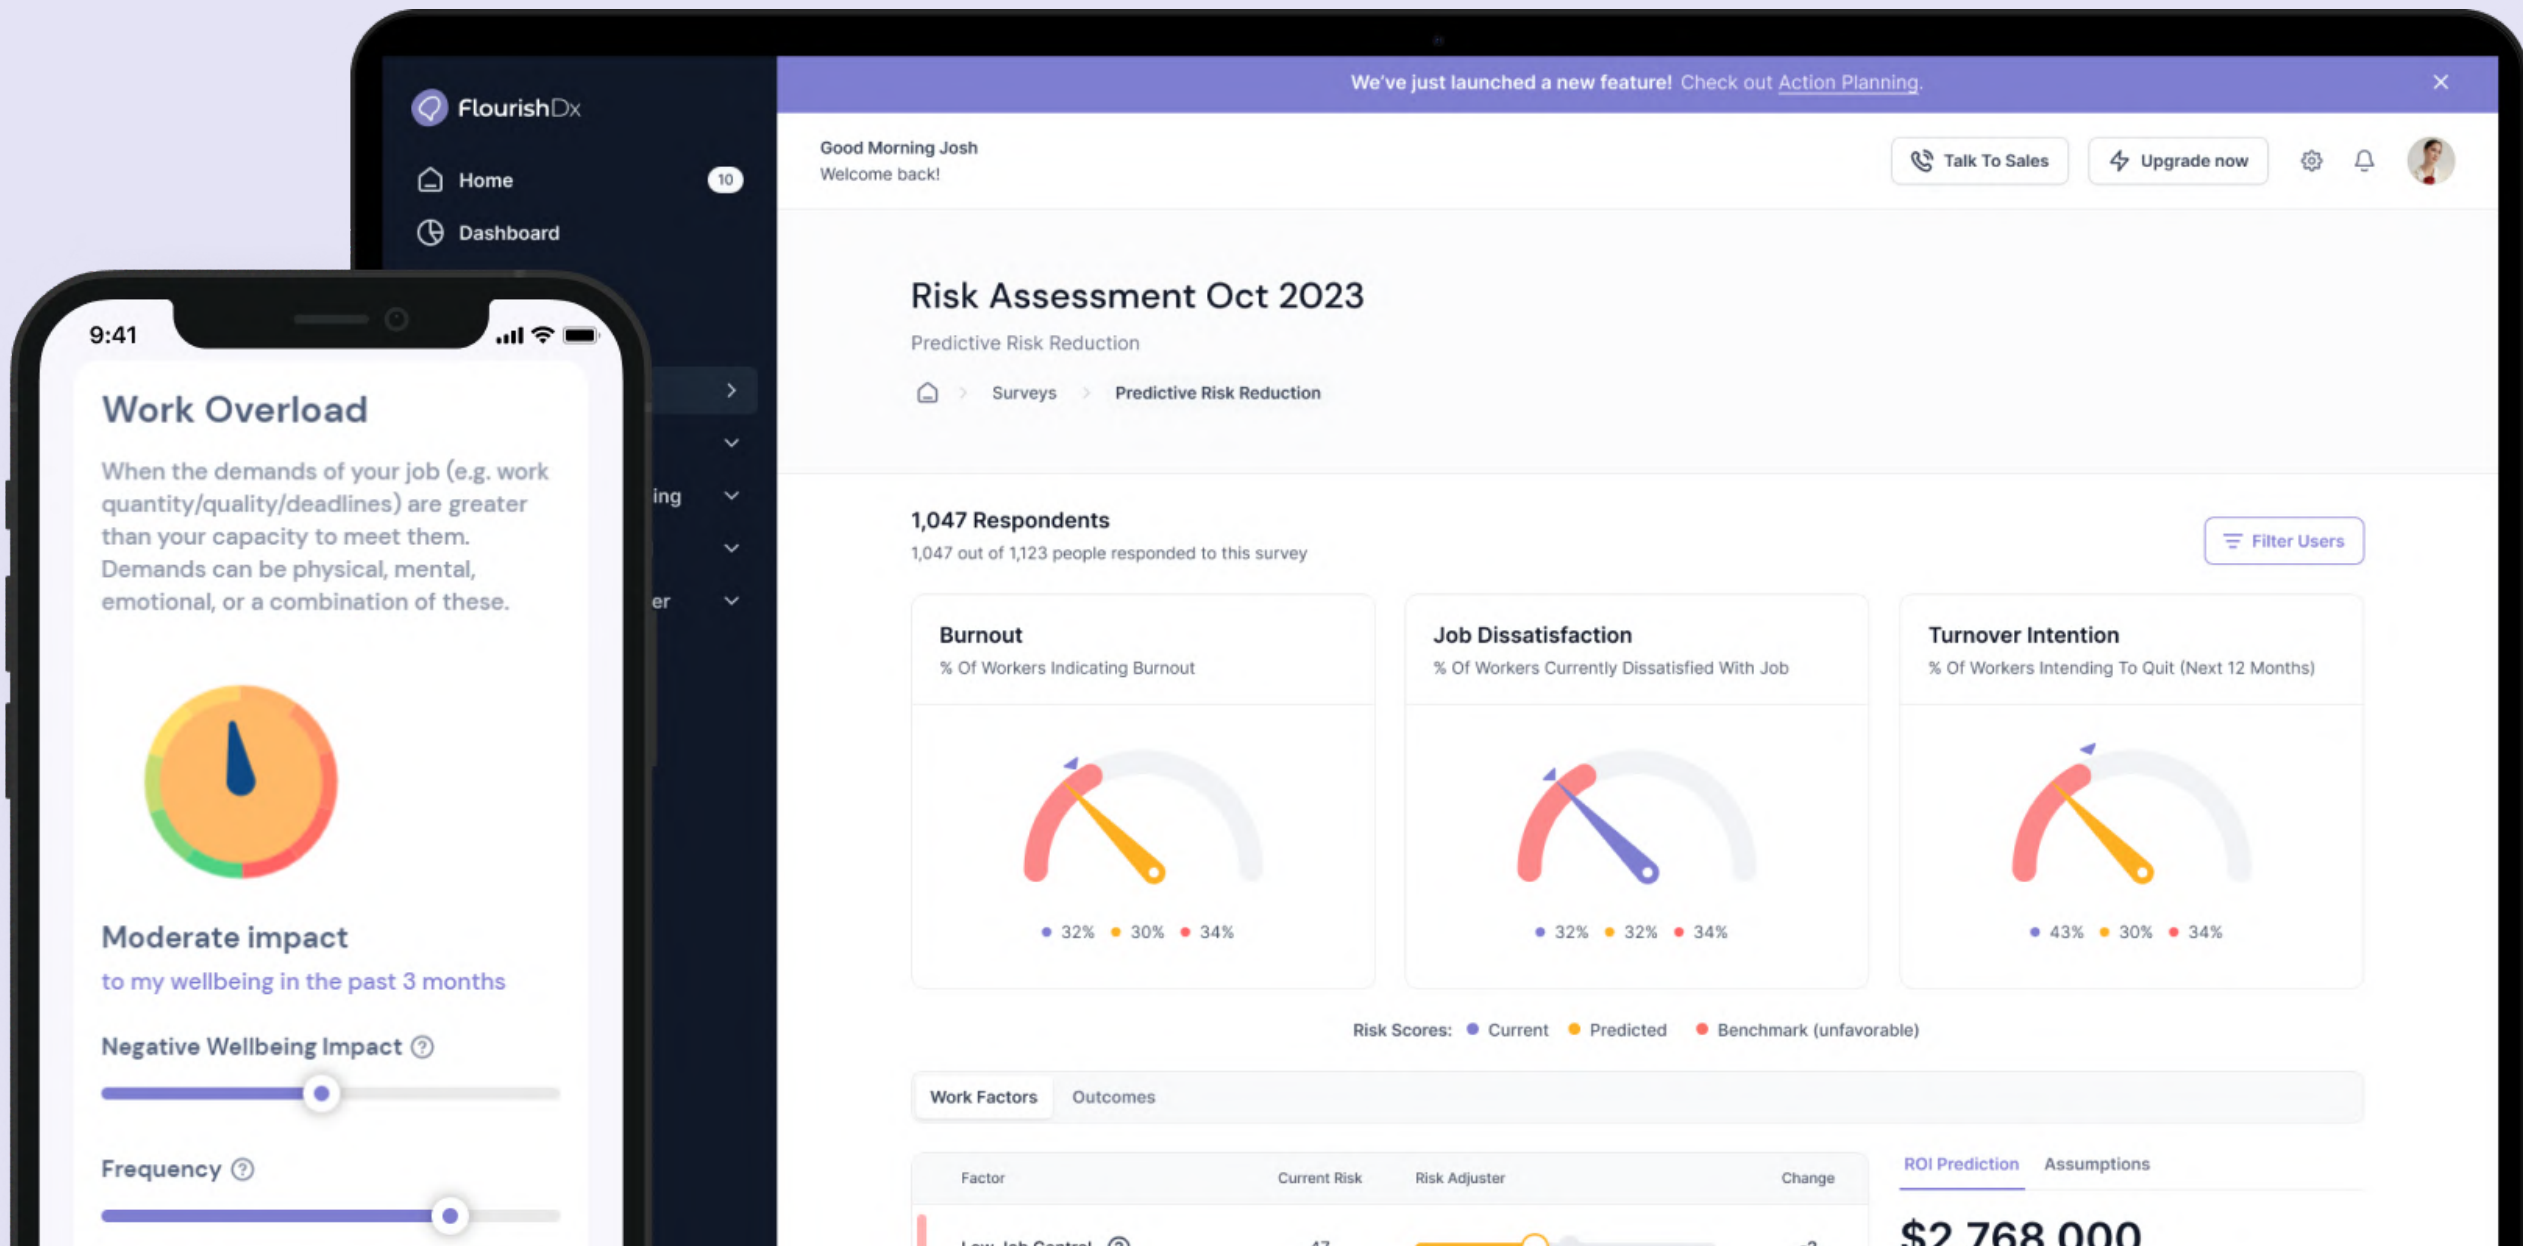 FlourishDx
Home
10
Dashboard
ing
er
9:41
Work Overload
When the demands of your job (e.g. work
quantity/quality/deadlines) are greater
than your capacity to meet them.
Demands can be physical, mental,
emotional, or a combination of these.
Moderate impact
to my wellbeing in the past 3 months
Negative Wellbeing Impact ?
Frequency ?
We've just launched a new feature! Check out Action Planning.
Good Morning Josh
Welcome back!
Talk To Sales
Upgrade now
Risk Assessment Oct 2023
Predictive Risk Reduction
Surveys
Predictive Risk Reduction
1,047 Respondents
1,047 out of 1,123 people responded to this survey
Filter Users
Burnout
% Of Workers Indicating Burnout
32% 30% 34%
Job Dissatisfaction
% Of Workers Currently Dissatisfied With Job
32% 32% 34%
Turnover Intention
% Of Workers Intending To Quit (Next 12 Months)
43% 30% 34%
Risk Scores: Current Predicted Benchmark (unfavorable)
Work Factors Outcomes
Factor Current Risk Risk Adjuster Change
Low Job Control ?
ROI Prediction Assumptions
$2,768,000